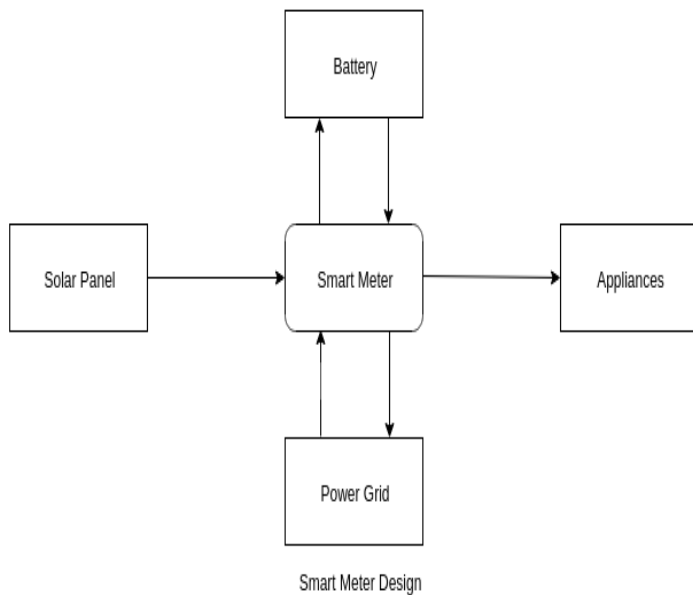 Battery
Solar Panel
Smart Meter
Appliances
Power Grid
Smart Meter Design